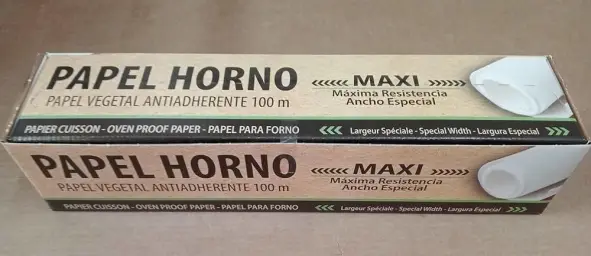 PAPEL HORNO
PAPEL VEGETAL ANTIADHERENTE 100 m
<<<<<< MAXI >>>>>>
Máxima Resistencia
Ancho Especial
PAPIER CUISSON - OVEN PROOF PAPER - PAPEL PARA FORNO
<<< Largeur Spéciale - Special Width - Largura Especial >>>
PAPEL HORNO
PAPEL VEGETAL ANTIADHERENTE 100 m
<<<<<< MAXI >>>>>>
Máxima Resistencia
Ancho Especial
PAPIER CUISSON - OVEN PROOF PAPER - PAPEL PARA FORNO
<<< Largeur Spéciale - Special Width - Largura Especial >>>